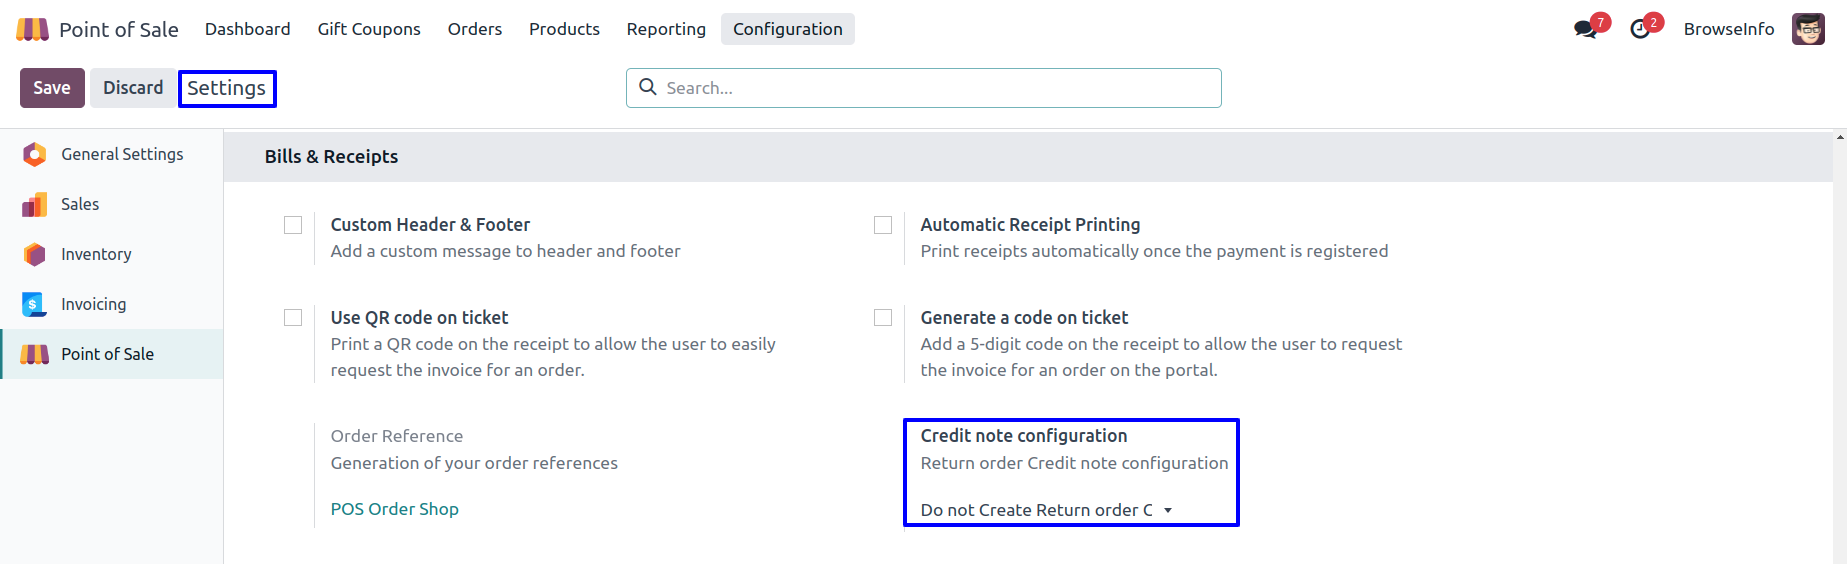 Point of Sale Dashboard Gift Coupons Orders Products Reporting Configuration 7 2 BrowseInfo
Save Discard Settings Search...
General Settings
Sales
Inventory
Invoicing
Point of Sale
Bills & Receipts
Custom Header & Footer
Add a custom message to header and footer
Automatic Receipt Printing
Print receipts automatically once the payment is registered
Use QR code on ticket
Print a QR code on the receipt to allow the user to easily
request the invoice for an order.
Generate a code on ticket
Add a 5-digit code on the receipt to allow the user to request
the invoice for an order on the portal.
Order Reference
Generation of your order references
POS Order Shop
Credit note configuration
Return order Credit note configuration
Do not Create Return order C